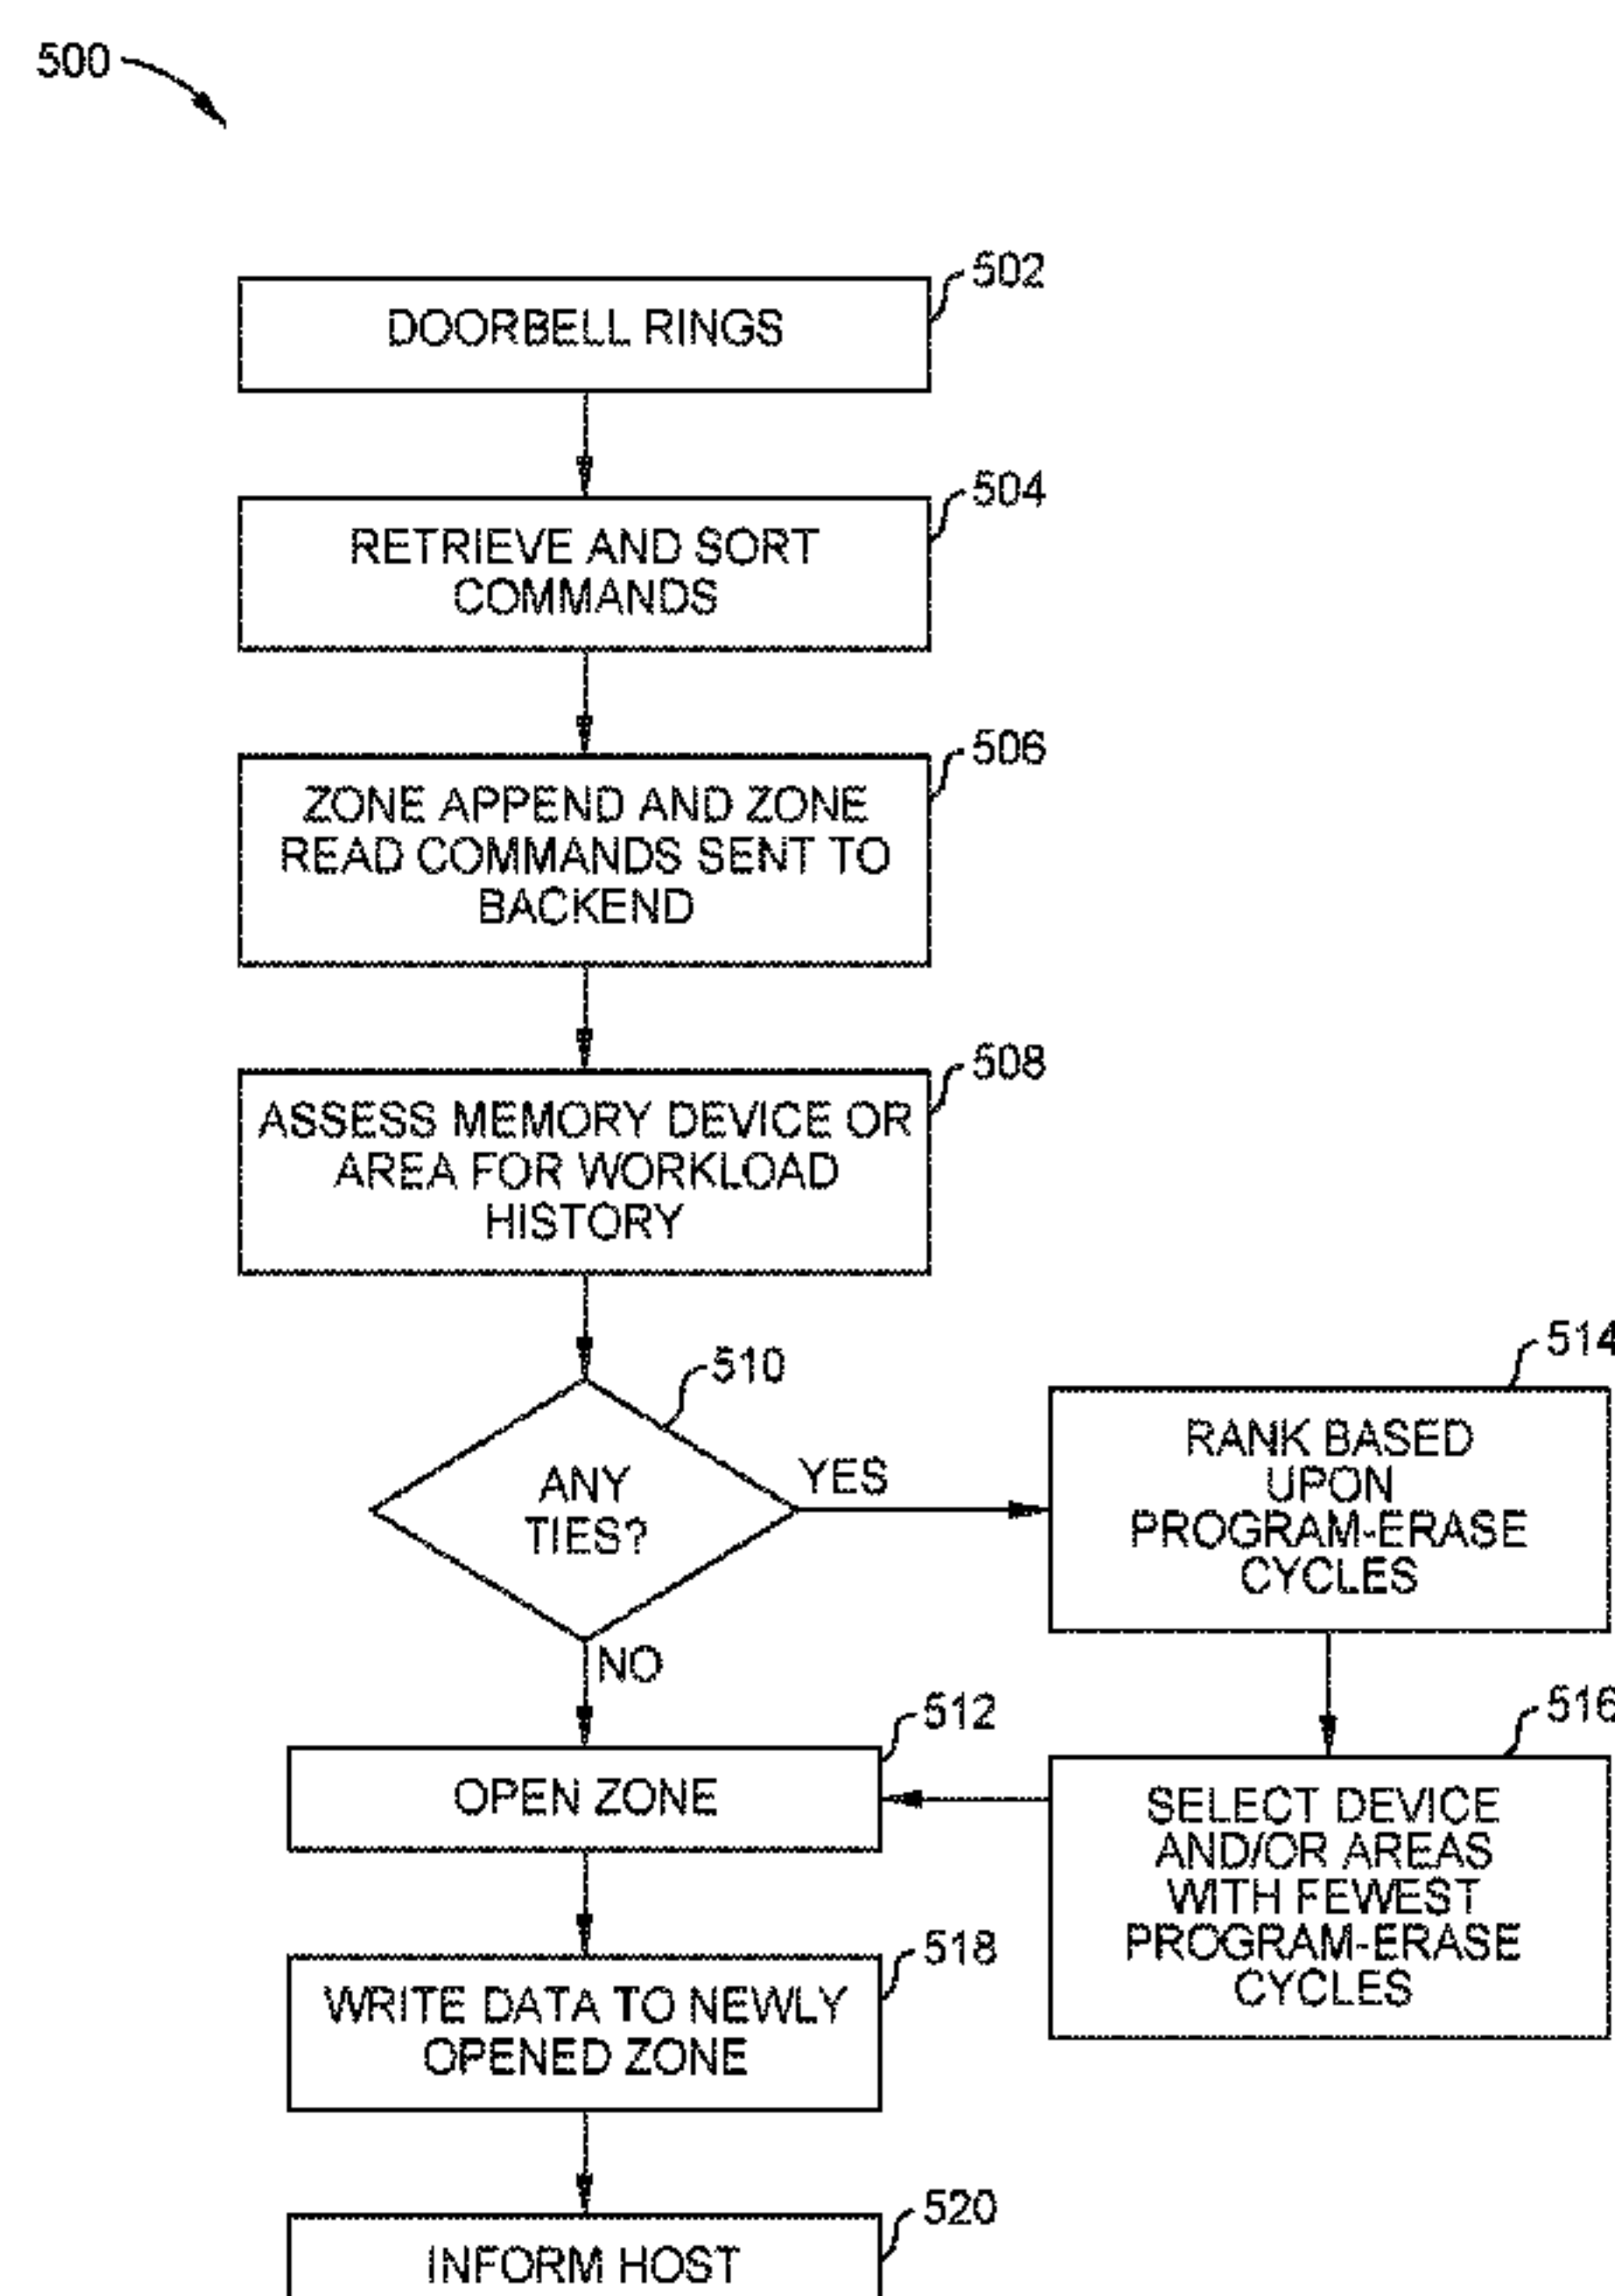 500
502
DOORBELL RINGS
504
RETRIEVE AND SORT
COMMANDS
506
ZONE APPEND AND ZONE
READ COMMANDS SENT TO
BACKEND
508
ASSESS MEMORY DEVICE OR
AREA FOR WORKLOAD
HISTORY
510
ANY
TIES?
YES
NO
514
RANK BASED
UPON
PROGRAM-ERASE
CYCLES
516
SELECT DEVICE
AND/OR AREAS
WITH FEWEST
PROGRAM-ERASE
CYCLES
512
OPEN ZONE
518
WRITE DATA TO NEWLY
OPENED ZONE
520
INFORM HOST